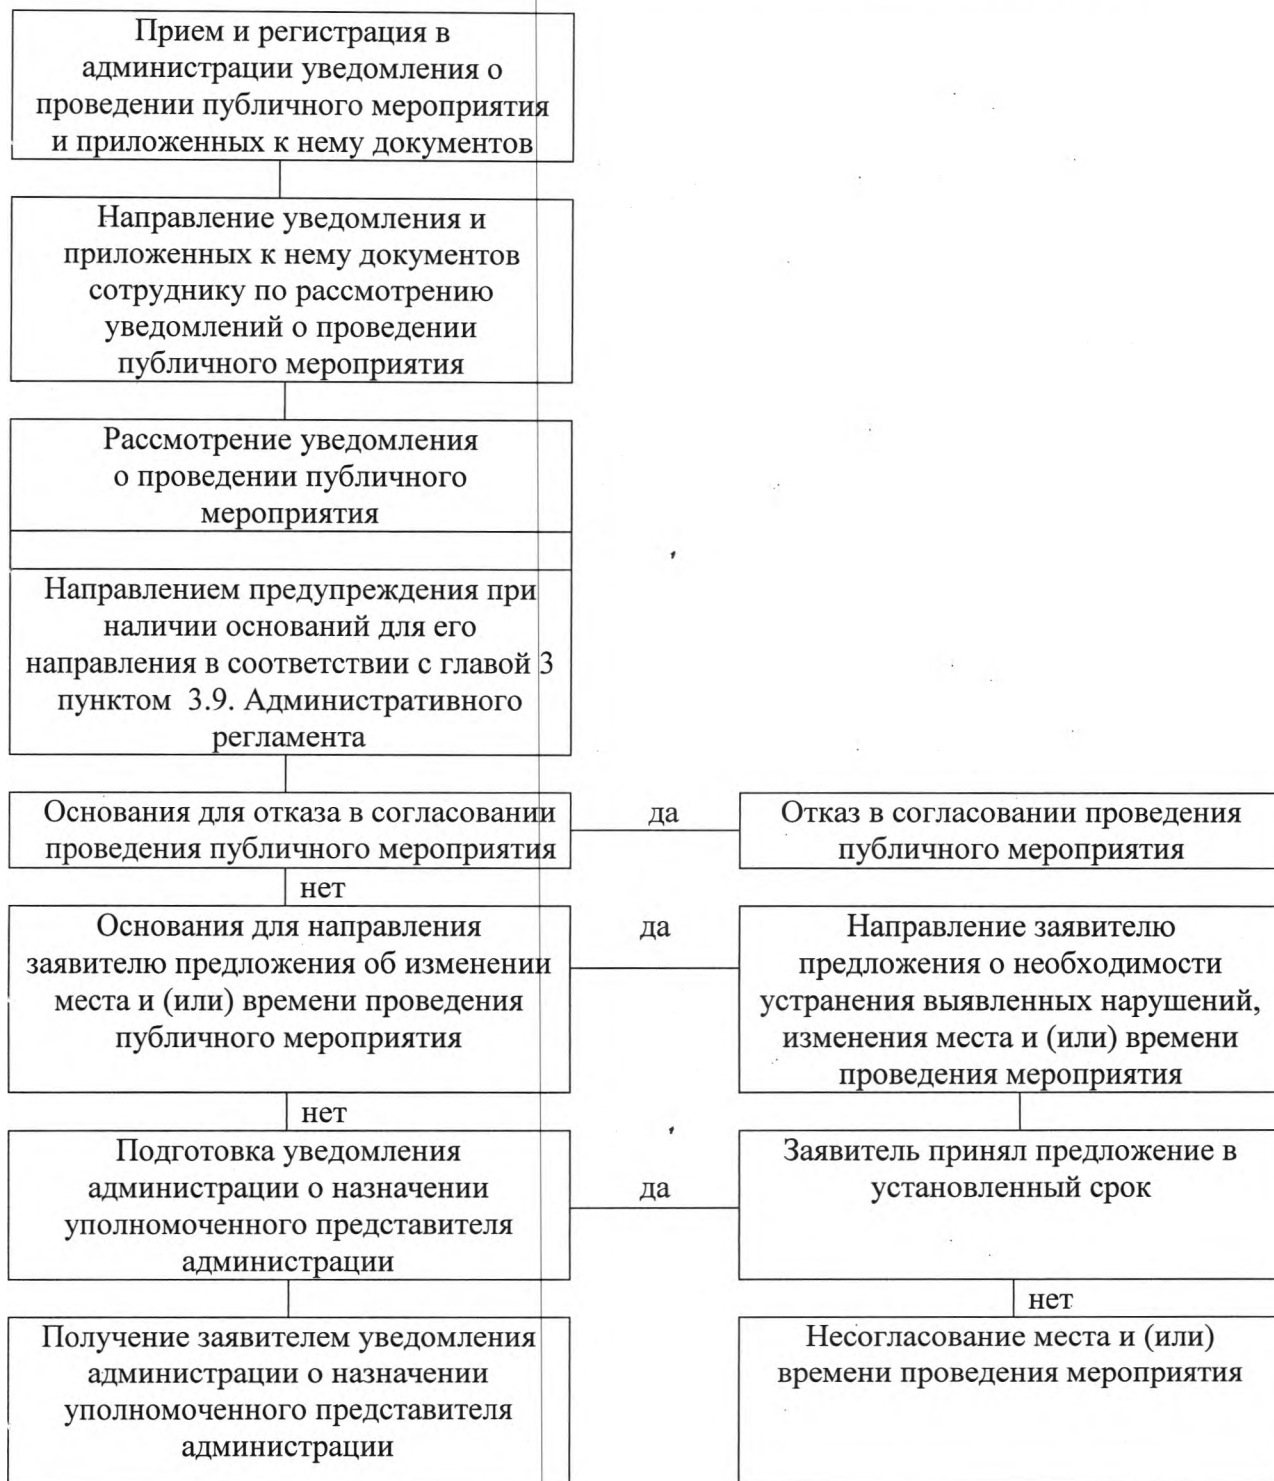 Прием и регистрация в
администрации уведомления о
проведении публичного мероприятия
и приложенных к нему документов
Направление уведомления и
приложенных к нему документов
сотруднику по рассмотрению
уведомлений о проведении
публичного мероприятия
Рассмотрение уведомления
о проведении публичного
мероприятия
Направлением предупреждения при
наличии оснований для его
направления в соответствии с главой 3
пунктом 3.9. Административного
регламента
Основания для отказа в согласовании
проведения публичного мероприятия
да
Отказ в согласовании проведения
публичного мероприятия
нет
Основания для направления
заявителю предложения об изменении
места и (или) времени проведения
публичного мероприятия
да
Направление заявителю
предложения о необходимости
устранения выявленных нарушений,
изменения места и (или) времени
проведения мероприятия
нет
Подготовка уведомления
администрации о назначении
уполномоченного представителя
администрации
да
Заявитель принял предложение в
установленный срок
нет
Получение заявителем уведомления
администрации о назначении
уполномоченного представителя
администрации
Несогласование места и (или)
времени проведения мероприятия